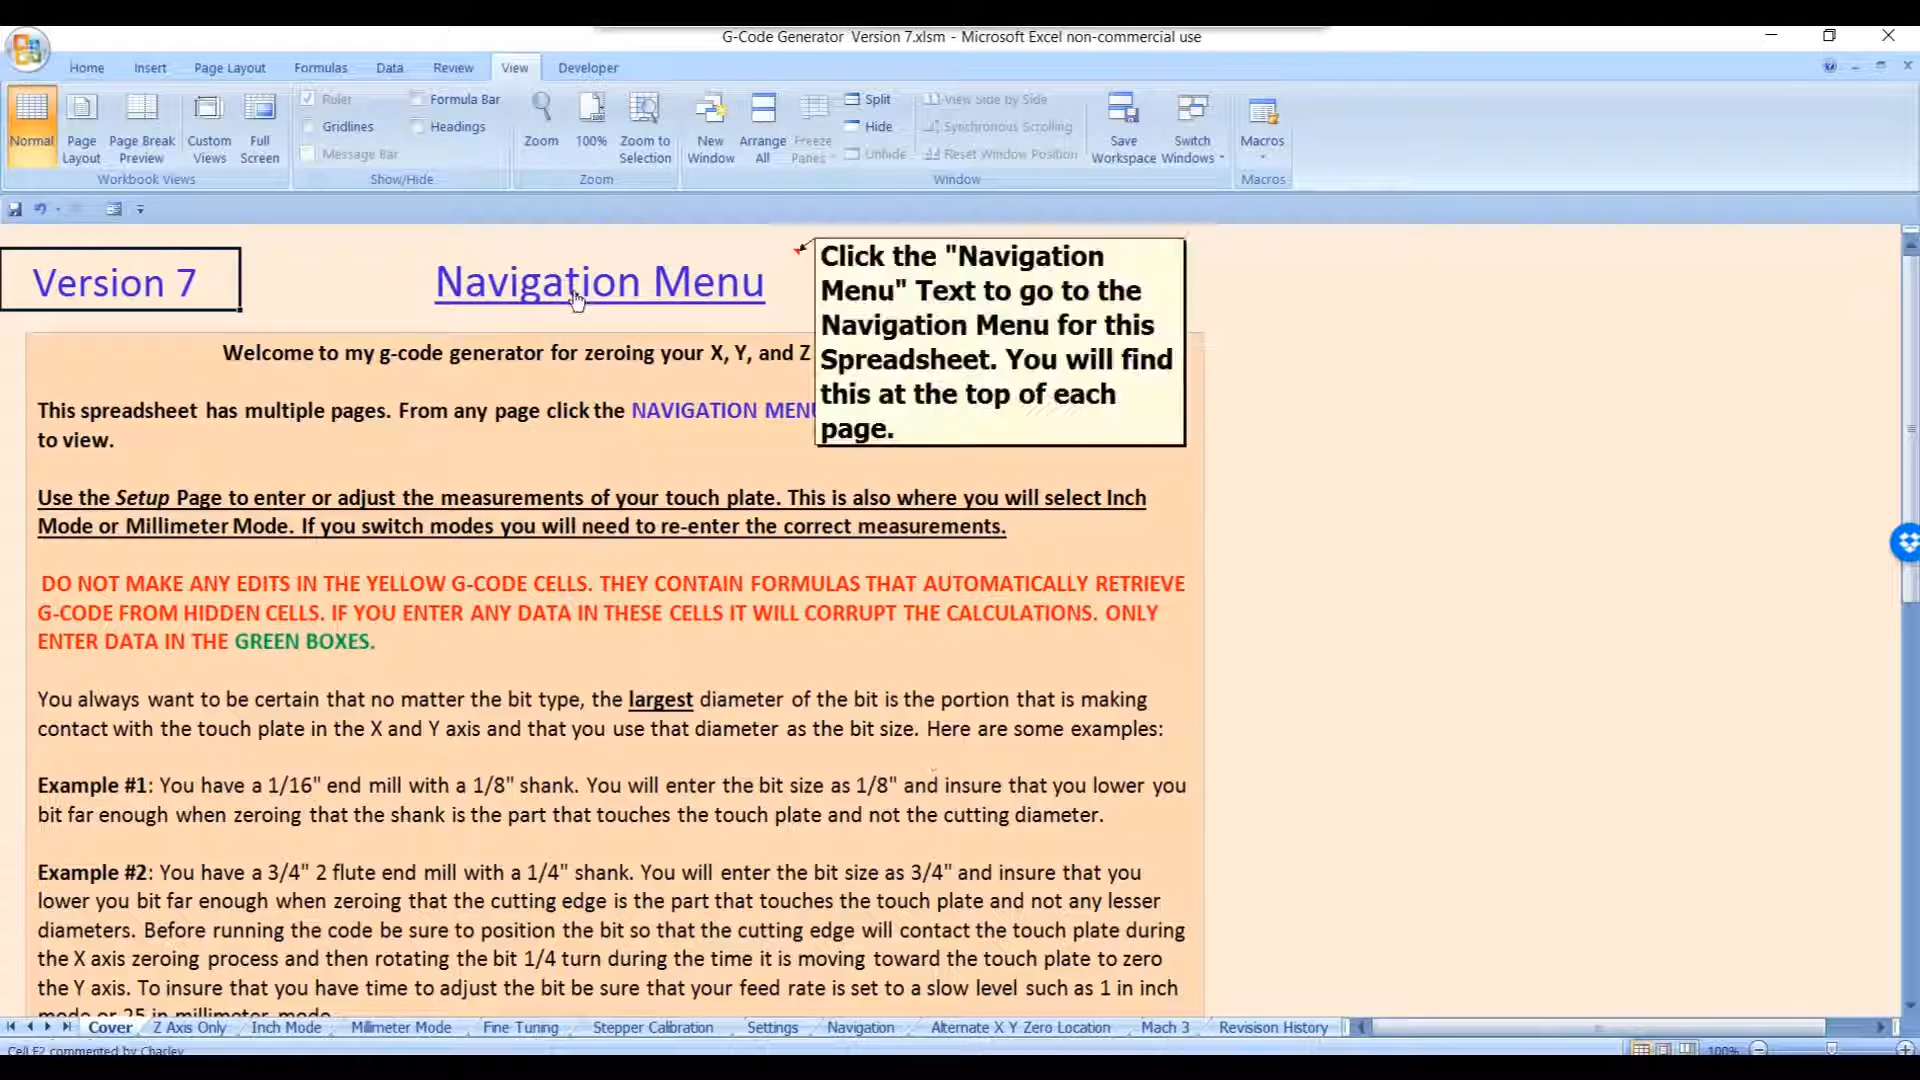 G-Code Generator Version 7.xlsm - Microsoft Excel non-commercial use
Home Insert Page Layout Formulas Data Review View Developer
Normal
Page Layout
Page Break Preview
Custom Views
Full Screen
Workbook Views
Ruler
Gridlines
Message Bar
Formula Bar
Headings
Show/Hide
Zoom
100%
Zoom to Selection
Zoom
New Window
Arrange All
Freeze Panes
Split
Hide
Unhide
View Side by Side
Synchronous Scrolling
Reset Window Position
Window
Save Workspace
Switch Windows
Macros
Macros
Version 7
Navigation Menu
Click the "Navigation
Menu" Text to go to the
Navigation Menu for this
Spreadsheet. You will find
this at the top of each
page.
Welcome to my g-code generator for zeroing your X, Y, and Z
This spreadsheet has multiple pages. From any page click the NAVIGATION MENU
to view.
Use the Setup Page to enter or adjust the measurements of your touch plate. This is also where you will select Inch
Mode or Millimeter Mode. If you switch modes you will need to re-enter the correct measurements.
DO NOT MAKE ANY EDITS IN THE YELLOW G-CODE CELLS. THEY CONTAIN FORMULAS THAT AUTOMATICALLY RETRIEVE
G-CODE FROM HIDDEN CELLS. IF YOU ENTER ANY DATA IN THESE CELLS IT WILL CORRUPT THE CALCULATIONS. ONLY
ENTER DATA IN THE GREEN BOXES.
You always want to be certain that no matter the bit type, the largest diameter of the bit is the portion that is making
contact with the touch plate in the X and Y axis and that you use that diameter as the bit size. Here are some examples:
Example #1: You have a 1/16" end mill with a 1/8" shank. You will enter the bit size as 1/8" and insure that you lower you
bit far enough when zeroing that the shank is the part that touches the touch plate and not the cutting diameter.
Example #2: You have a 3/4" 2 flute end mill with a 1/4" shank. You will enter the bit size as 3/4" and insure that you
lower you bit far enough when zeroing that the cutting edge is the part that touches the touch plate and not any lesser
diameters. Before running the code be sure to position the bit so that the cutting edge will contact the touch plate during
the X axis zeroing process and then rotating the bit 1/4 turn during the time it is moving toward the touch plate to zero
the Y axis. To insure that you have time to adjust the bit be sure that your feed rate is set to a slow level such as 1 in inch
mode or 25 in millimeter mode
Cover Z Axis Only Inch Mode Millimeter Mode Fine Tuning Stepper Calibration Settings Navigation Alternate X Y Zero Location Mach 3 Revisison History
Cell F2 commented by Charley
100%